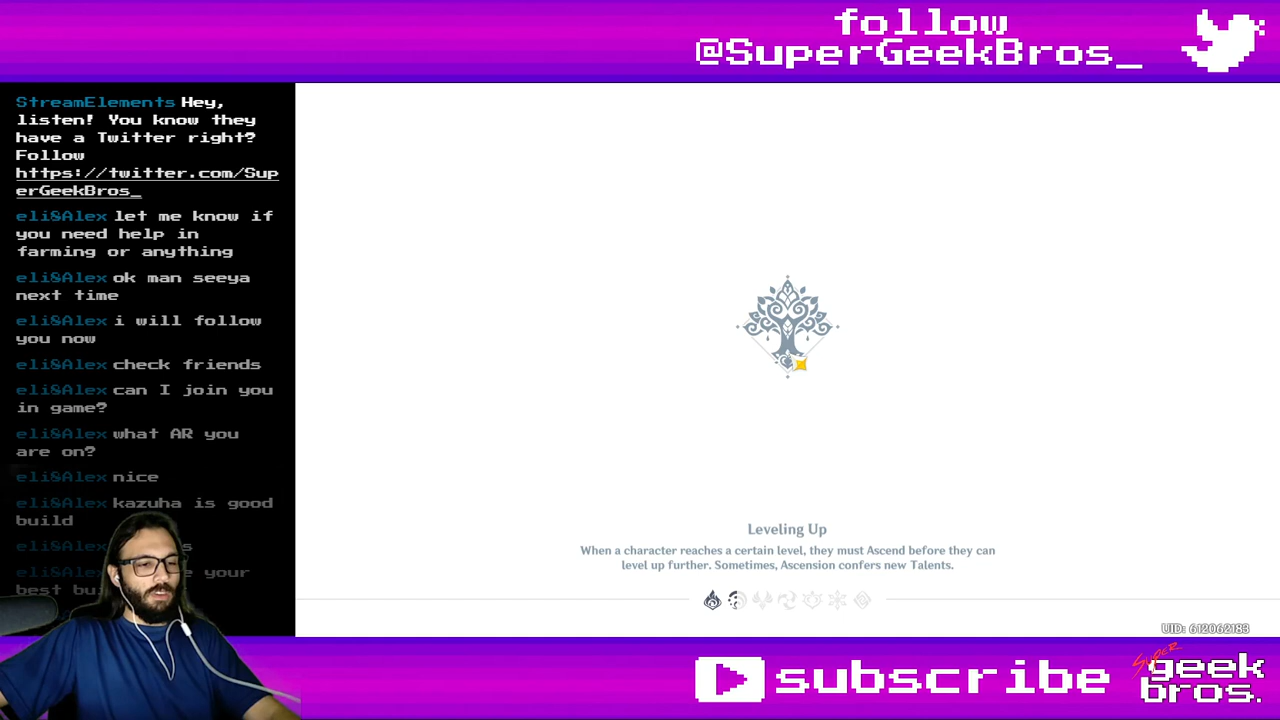 follow
@SuperGeekBros_
StreamElements Hey,
listen! You know they
have a Twitter right?
Follow
https://twitter.com/Sup
erGeekBros_
eli&Alex let me know if
you need help in
farming or anything
eli&Alex ok man seeya
next time
eli&Alex i will follow
you now
eli&Alex check friends
eli&Alex can I join you
in game?
eli&Alex what AR you
are on?
eli&Alex nice
eli&Alex kazuha is good
build
your
best
Leveling Up
When a character reaches a certain level, they must Ascend before they can
level up further. Sometimes, Ascension confers new Talents.
UID: 612062183
subscribe
SUPER
geek
bros.